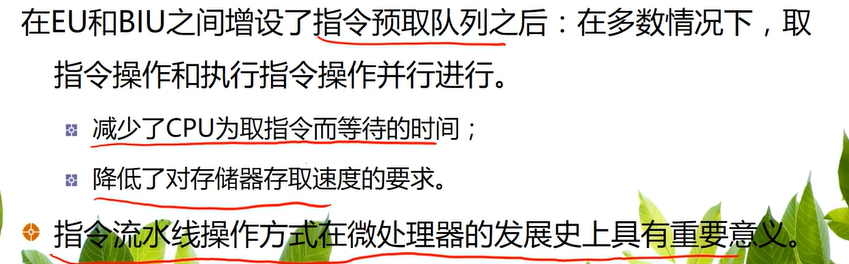 在EU和BIU之间增设了指令预取队列之后：在多数情况下，取
指令操作和执行指令操作并行进行。
减少了CPU为取指令而等待的时间；
降低了对存储器存取速度的要求。
指令流水线操作方式在微处理器的发展史上具有重要意义。